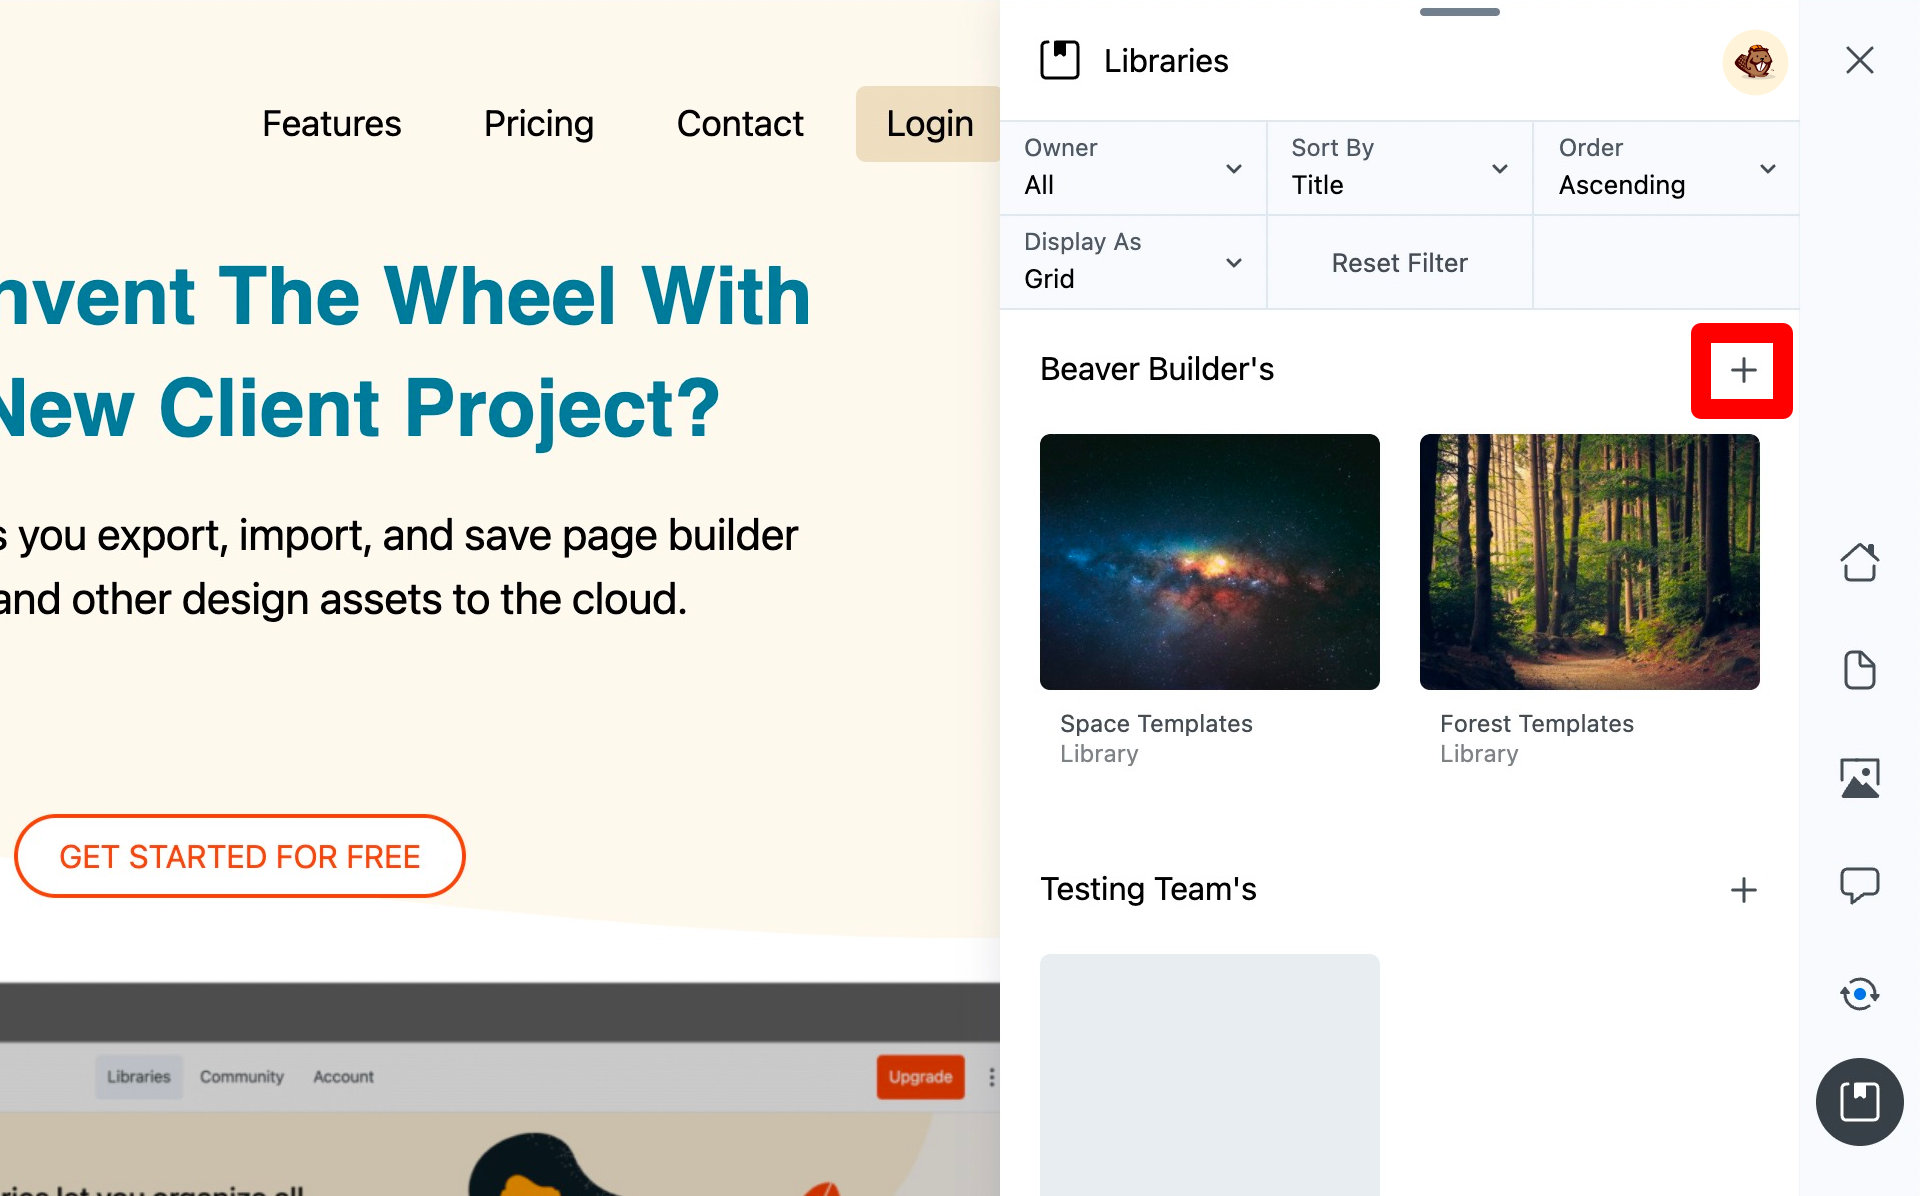 Features
Pricing
Contact
Login
nvent The Wheel With
New Client Project?
s you export, import, and save page builder
and other design assets to the cloud.
GET STARTED FOR FREE
Libraries
Community
Account
Upgrade
Libraries
Owner
All
Sort By
Title
Order
Ascending
Display As
Grid
Reset Filter
Beaver Builder's
Space Templates
Library
Forest Templates
Library
Testing Team's